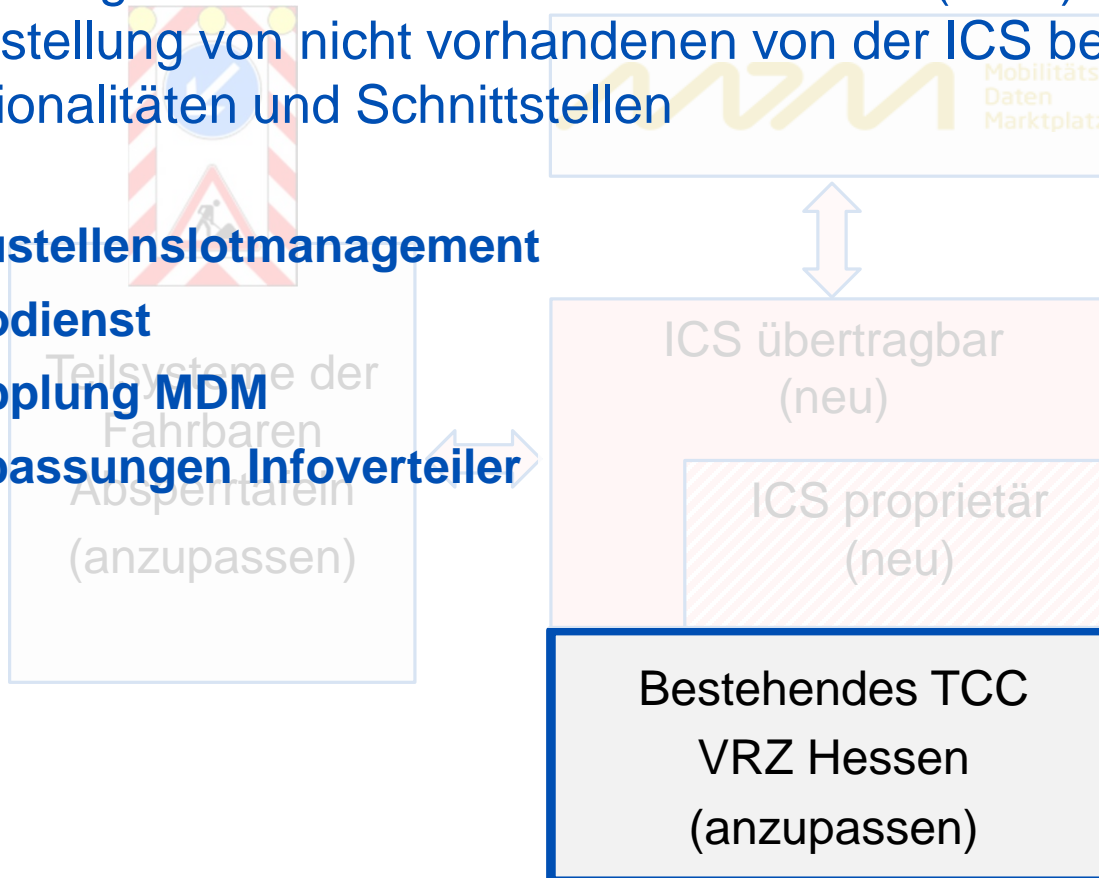 stellung von nicht vorhandenen von der ICS be
ionalitäten und Schnittstellen
Mobilitäts
Daten
Marktplatz
ustellenslotmanagement
odienst
pplung MDM
passungen Infoverteiler
Teilsysteme der
Fahrbaren
Absperrtafeln
(anzupassen)
ICS übertragbar
(neu)
ICS proprietär
(neu)
Bestehendes TCC
VRZ Hessen
(anzupassen)